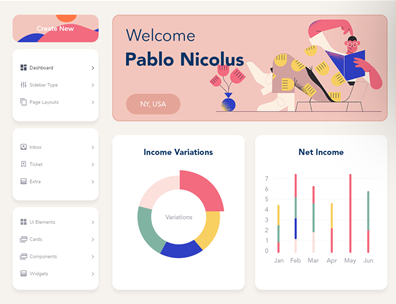 Create New
Dashboard
Sidebar Type
Page Layouts
Inbox
Ticket
Extra
UI Elements
Cards
Components
Widgets
Welcome
Pablo Nicolus
NY, USA
Income Variations
Variations
Net Income
7
6
5
4
3
2
1
0
Jan Feb Mar Apr May Jun